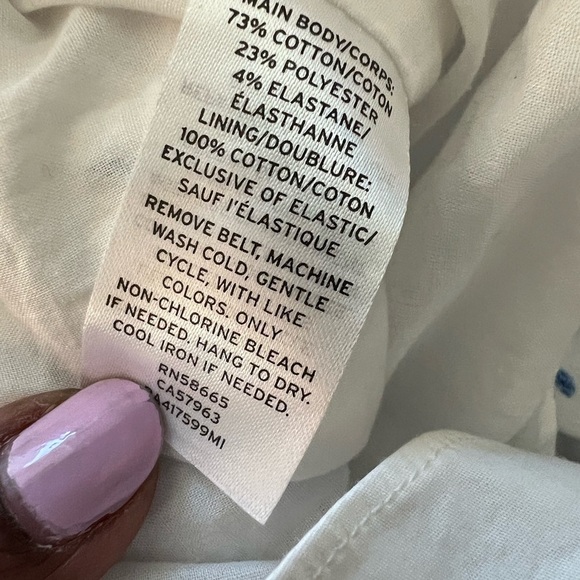 MAIN BODY/CORPS:
73% COTTON/COTON
23% POLYESTER
4% ELASTANE/
ÉLASTHANNE
LINING/DOUBLURE:
100% COTTON/COTON
EXCLUSIVE OF ELASTIC/
SAUF l'ÉLASTIQUE
REMOVE BELT, MACHINE
WASH COLD, GENTLE
CYCLE, WITH LIKE
COLORS. ONLY
NON-CHLORINE BLEACH
IF NEEDED. HANG TO DRY.
COOL IRON IF NEEDED.
RN58665
CA57963